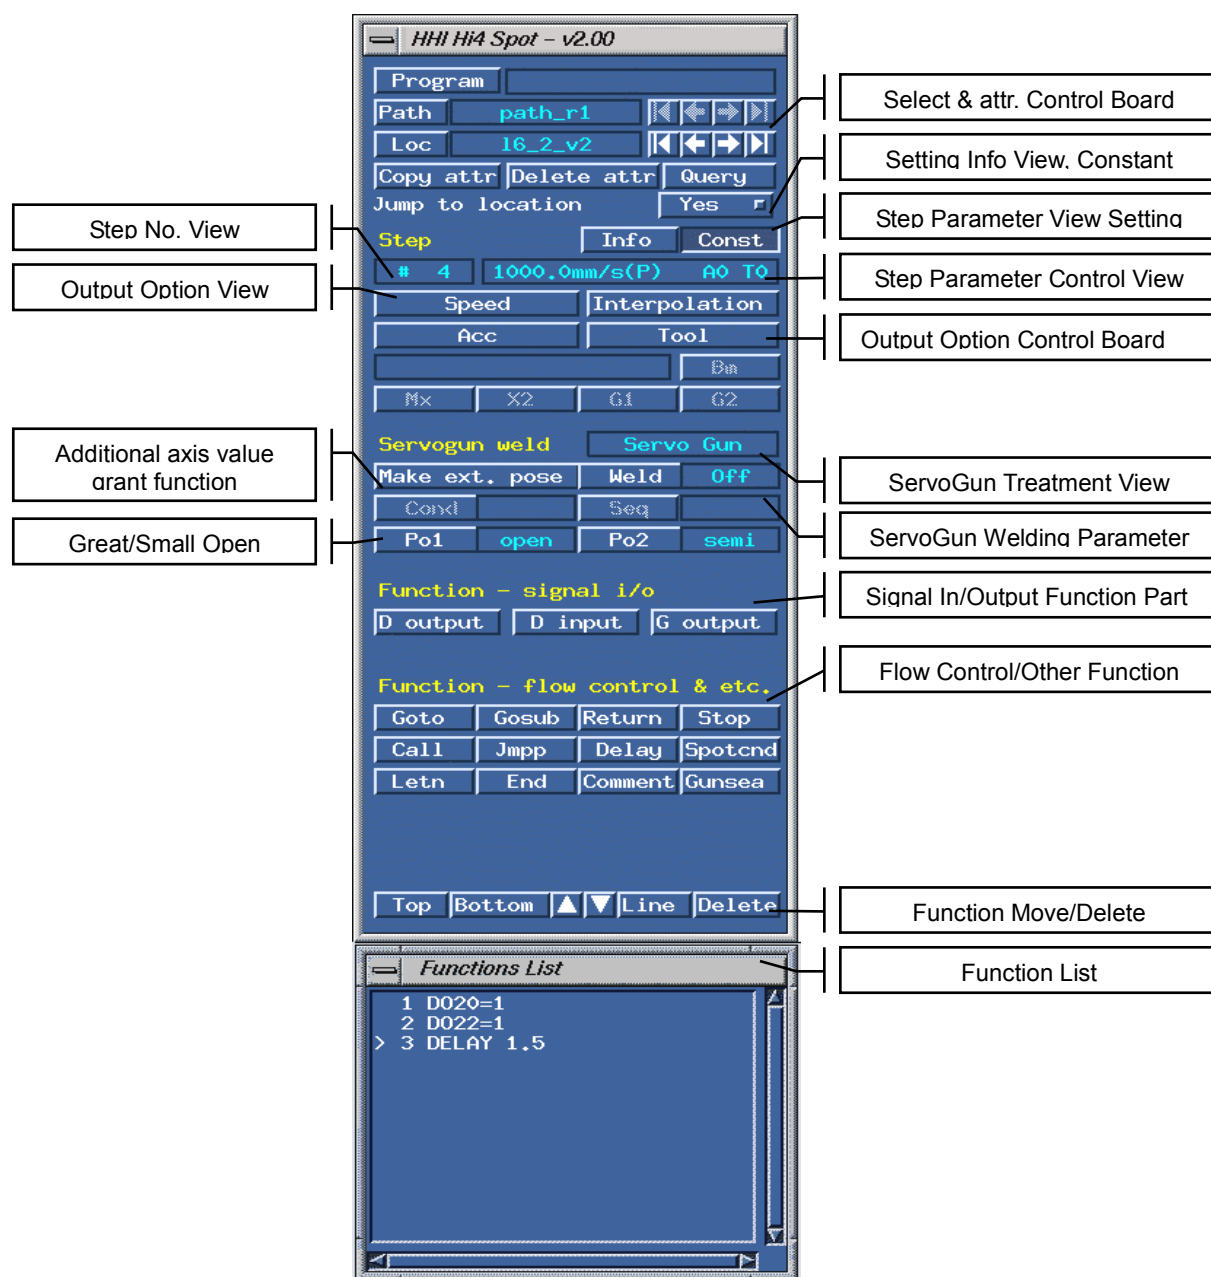 HHI Hi4 Spot – v2.00
Program
Path path_r1
Loc l6_2_v2
Copy attr Delete attr Query
Jump to location Yes
Step Info Const
# 4 1000.0mm/s(P) A0 T0
Speed Interpolation
Acc Tool
Bm
Mx X2 G1 G2
Servogun weld Servo Gun
Make ext. pose Weld Off
Cond Seq
Po1 open Po2 semi
Function – signal i/o
D output D input G output
Function – flow control & etc.
Goto Gosub Return Stop
Call Jmpp Delay Spotcnd
Letn End Comment Gunsea
Top Bottom Line Delete
Functions List
1 DO20=1
2 DO22=1
> 3 DELAY 1.5
Step No. View
Output Option View
Additional axis value
grant function
Great/Small Open
Select & attr. Control Board
Setting Info View, Constant
Step Parameter View Setting
Step Parameter Control View
Output Option Control Board
ServoGun Treatment View
ServoGun Welding Parameter
Signal In/Output Function Part
Flow Control/Other Function
Function Move/Delete
Function List